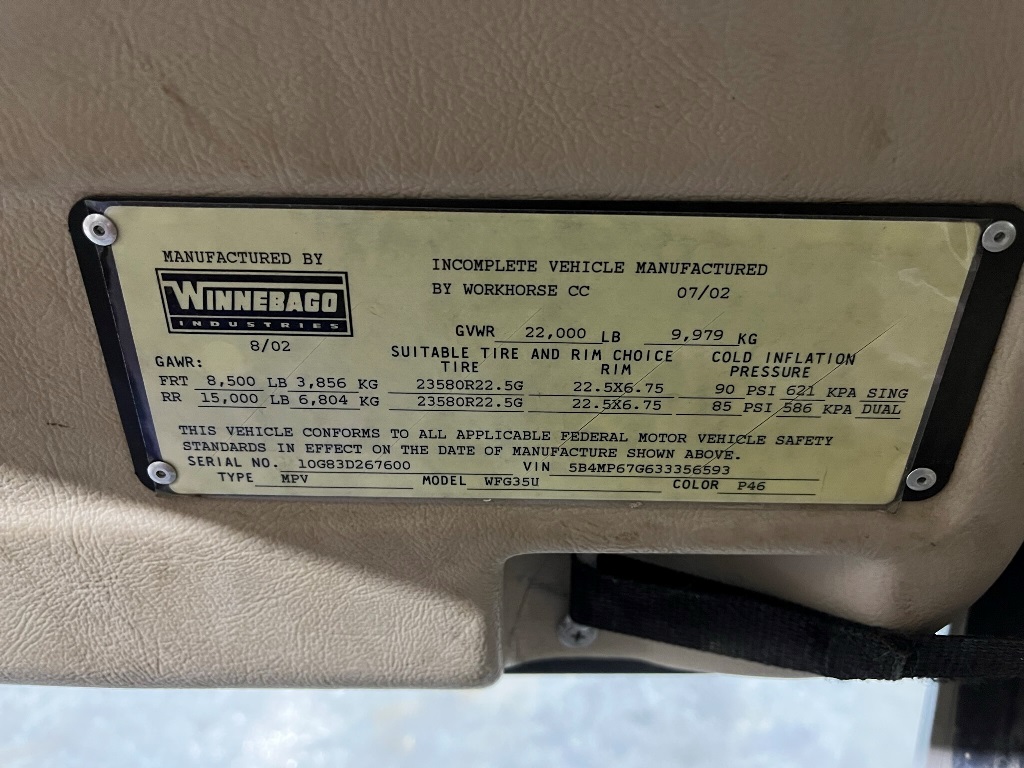 MANUFACTURED BY
WINNEBAGO
INDUSTRIES
8/02
INCOMPLETE VEHICLE MANUFACTURED
BY WORKHORSE CC 07/02
GVWR 22,000 LB 9,979 KG
SUITABLE TIRE AND RIM CHOICE COLD INFLATION
GAWR: TIRE RIM PRESSURE
FRT 8,500 LB 3,856 KG 23580R22.5G 22.5X6.75 90 PSI 621 KPA SING
RR 15,000 LB 6,804 KG 23580R22.5G 22.5X6.75 85 PSI 586 KPA DUAL
THIS VEHICLE CONFORMS TO ALL APPLICABLE FEDERAL MOTOR VEHICLE SAFETY
STANDARDS IN EFFECT ON THE DATE OF MANUFACTURE SHOWN ABOVE.
SERIAL NO. 10G83D267600 VIN 5B4MP67G633356593
TYPE MPV MODEL WFG35U COLOR P46